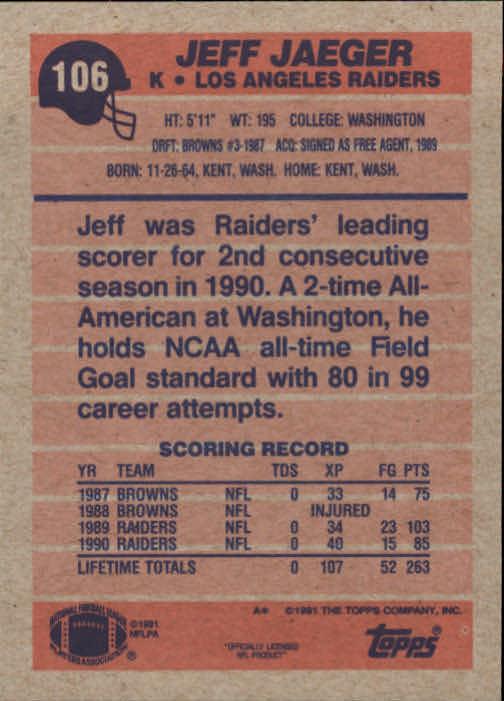 106
JEFF JAEGER
K • LOS ANGELES RAIDERS
HT: 5'11" WT: 195 COLLEGE: WASHINGTON
DRFT: BROWNS #3-1987 ACQ: SIGNED AS FREE AGENT, 1989
BORN: 11-26-64, KENT, WASH. HOME: KENT, WASH.
Jeff was Raiders' leading
scorer for 2nd consecutive
season in 1990. A 2-time All-
American at Washington, he
holds NCAA all-time Field
Goal standard with 80 in 99
career attempts.
SCORING RECORD
YR TEAM TDS XP FG PTS
1987 BROWNS NFL 0 33 14 75
1988 BROWNS NFL INJURED
1989 RAIDERS NFL 0 34 23 103
1990 RAIDERS NFL 0 40 15 85
LIFETIME TOTALS 0 107 52 263
A* ©1991 THE TOPPS COMPANY, INC.
NATIONAL FOOTBALL LEAGUE
PLAYERS ASSOCIATION
®
©1991
NFLPA
"OFFICIALLY LICENSED
NFL PRODUCT"
topps®